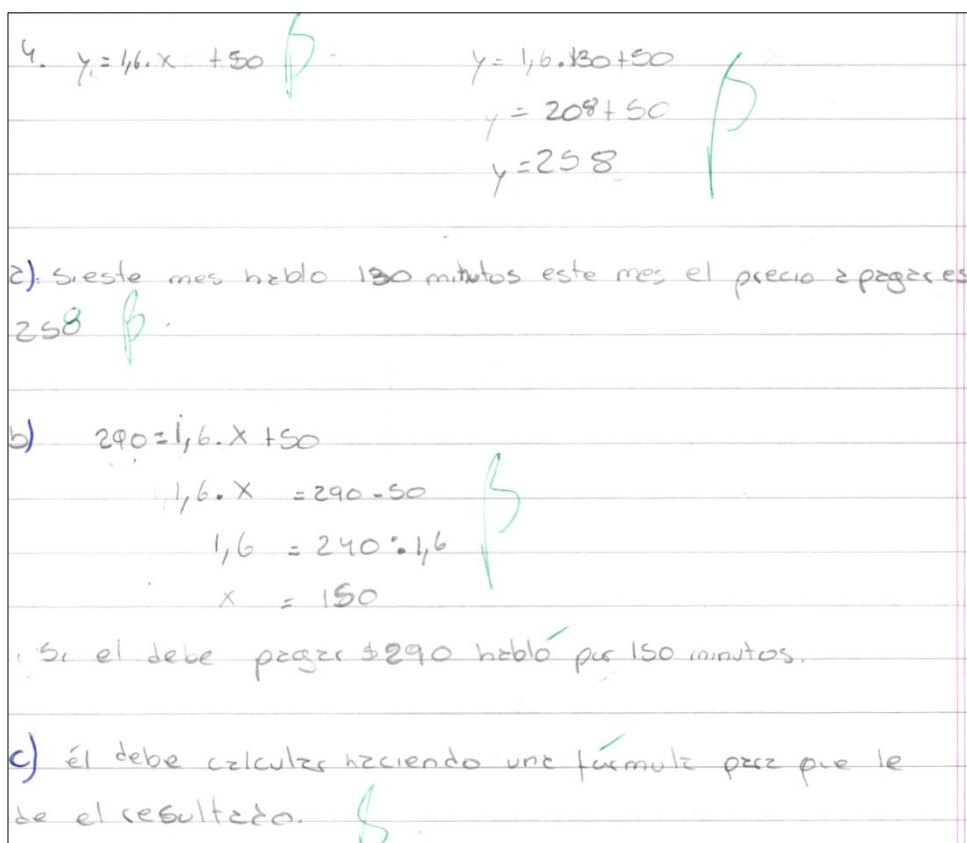 4. y = 1,6.x + 50
y = 1,6.130+50
y = 208+50
y = 258
a). si este mes hablo 130 minutos este mes el precio a pagar es
258
b) 290 = 1,6.x + 50
1,6.x = 290-50
1,6 = 240:1,6
x = 150
Si el debe pagar $290 habló por 150 minutos.
c) él debe calcular haciendo una fórmula para que le
de el resultado.